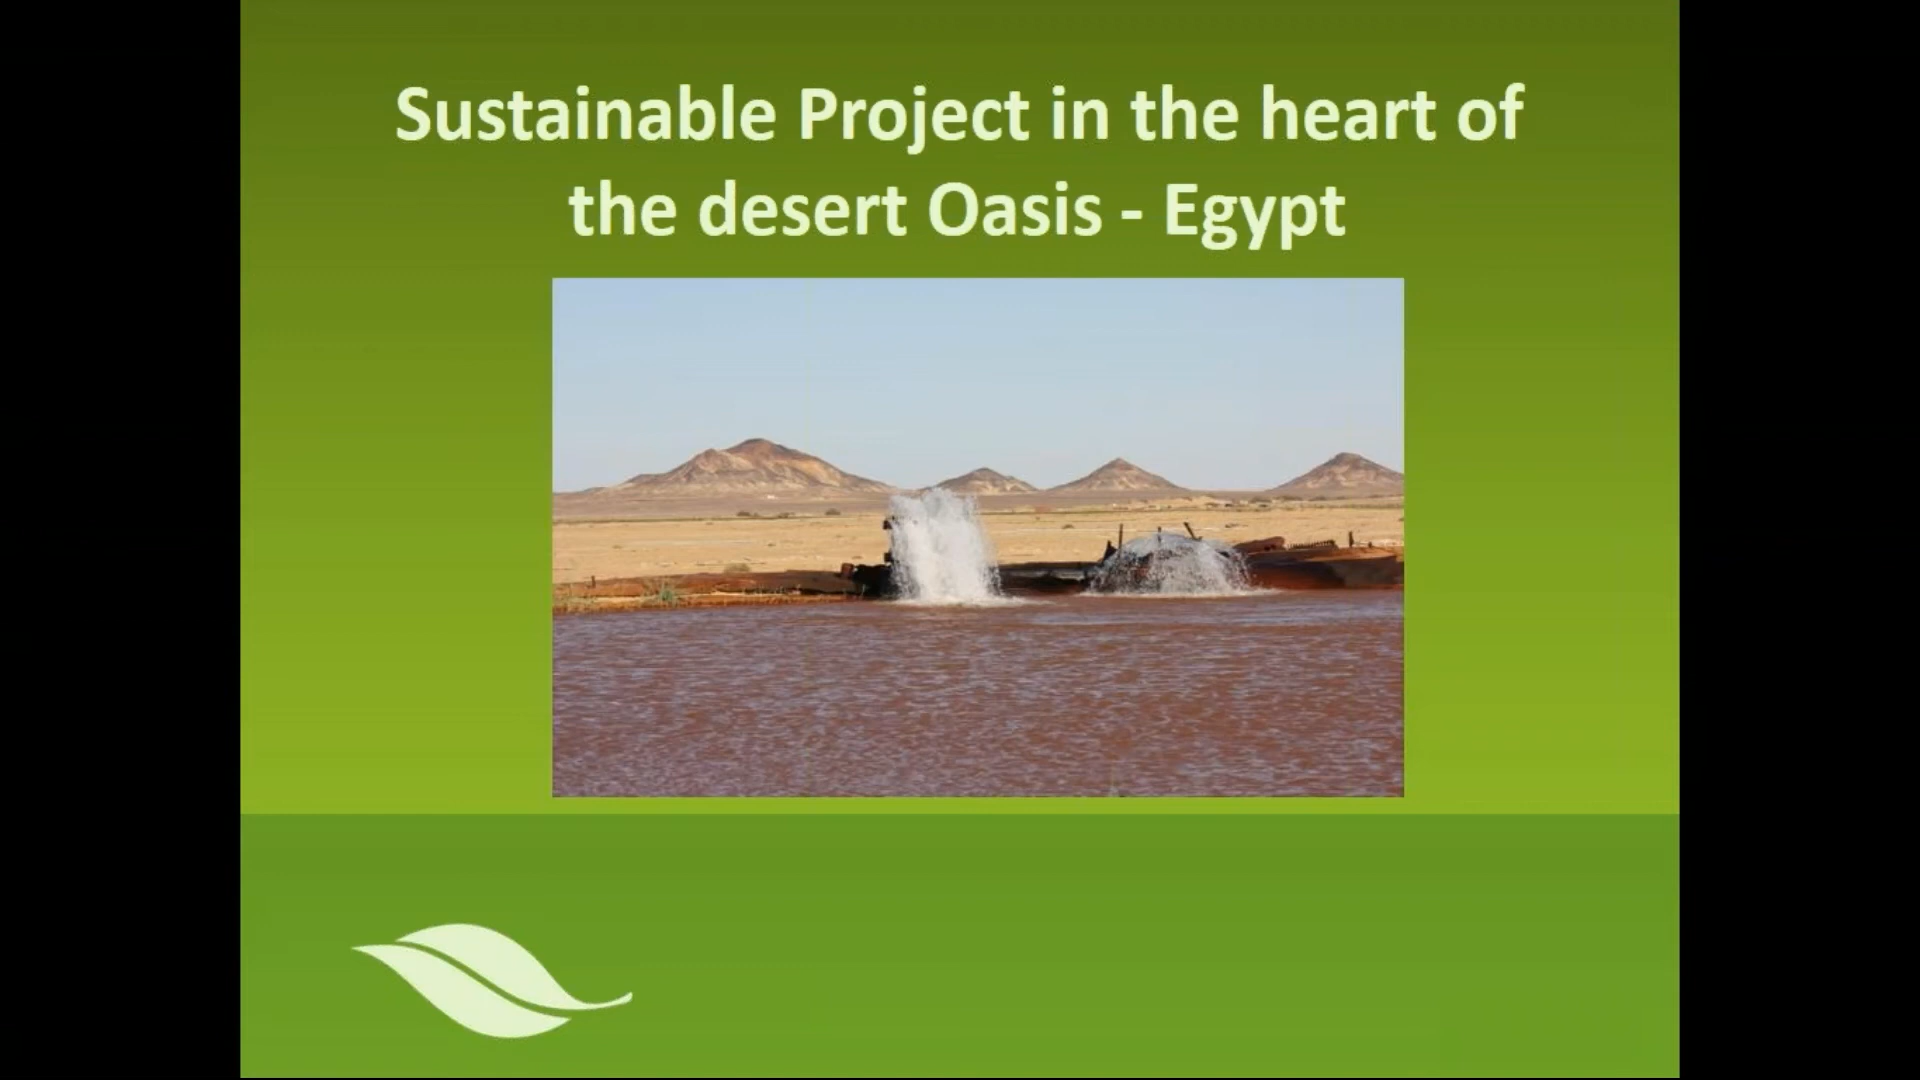 Sustainable Project in the heart of
the desert Oasis - Egypt